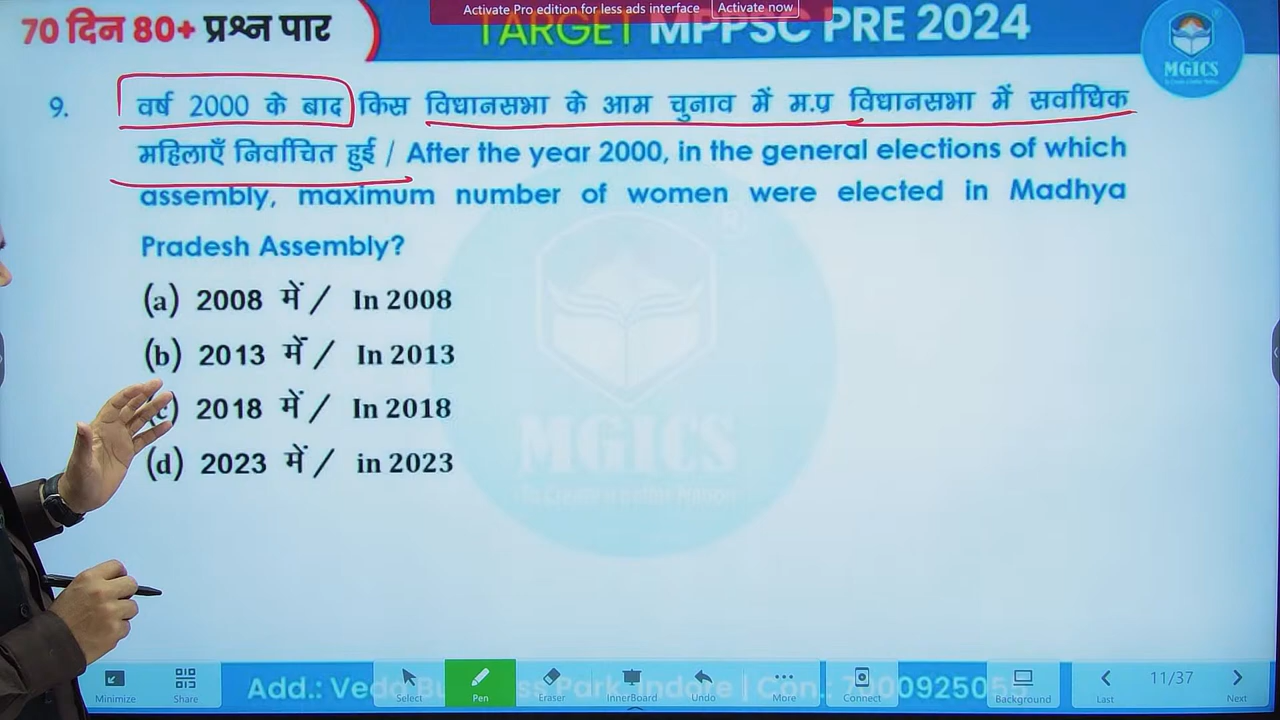 Activate Pro edition for less ads interface Activate now
70 दिन 80+ प्रश्न पार
TARGET MPPSC PRE 2024
MGICS
9. वर्ष 2000 के बाद किस विधानसभा के आम चुनाव में म.प्र विधानसभा में सर्वाधिक
महिलाएँ निर्वाचित हुई / After the year 2000, in the general elections of which
assembly, maximum number of women were elected in Madhya
Pradesh Assembly?
(a) 2008 में / In 2008
(b) 2013 में / In 2013
(c) 2018 में / In 2018
(d) 2023 में / in 2023
MGICS
Minimize
Share
Add.:
Select
Pen
Eraser
InnerBoard
Undo
More
Connect
Background
Last
11/37
Next